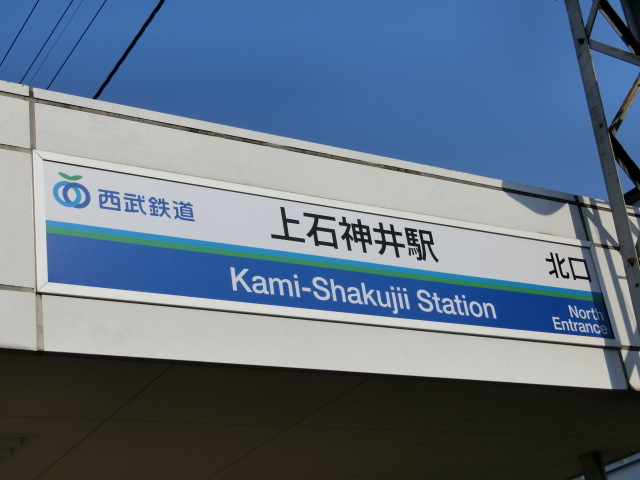 西武鉄道
上石神井駅
北口
Kami-Shakujii Station
North
Entrance